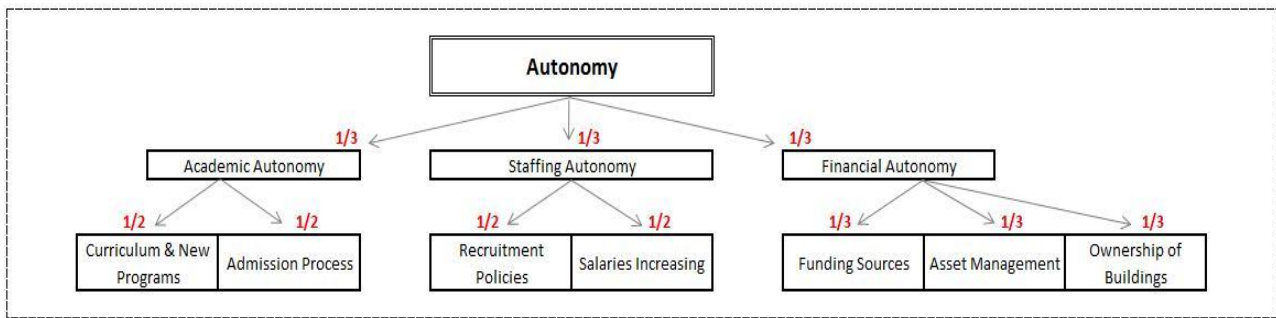 Autonomy
1/3 1/3 1/3
Academic Autonomy Staffing Autonomy Financial Autonomy
1/2 1/2 1/2 1/2 1/3 1/3 1/3
Curriculum & New
Programs
Admission Process
Recruitment
Policies
Salaries Increasing
Funding Sources
Asset Management
Ownership of
Buildings